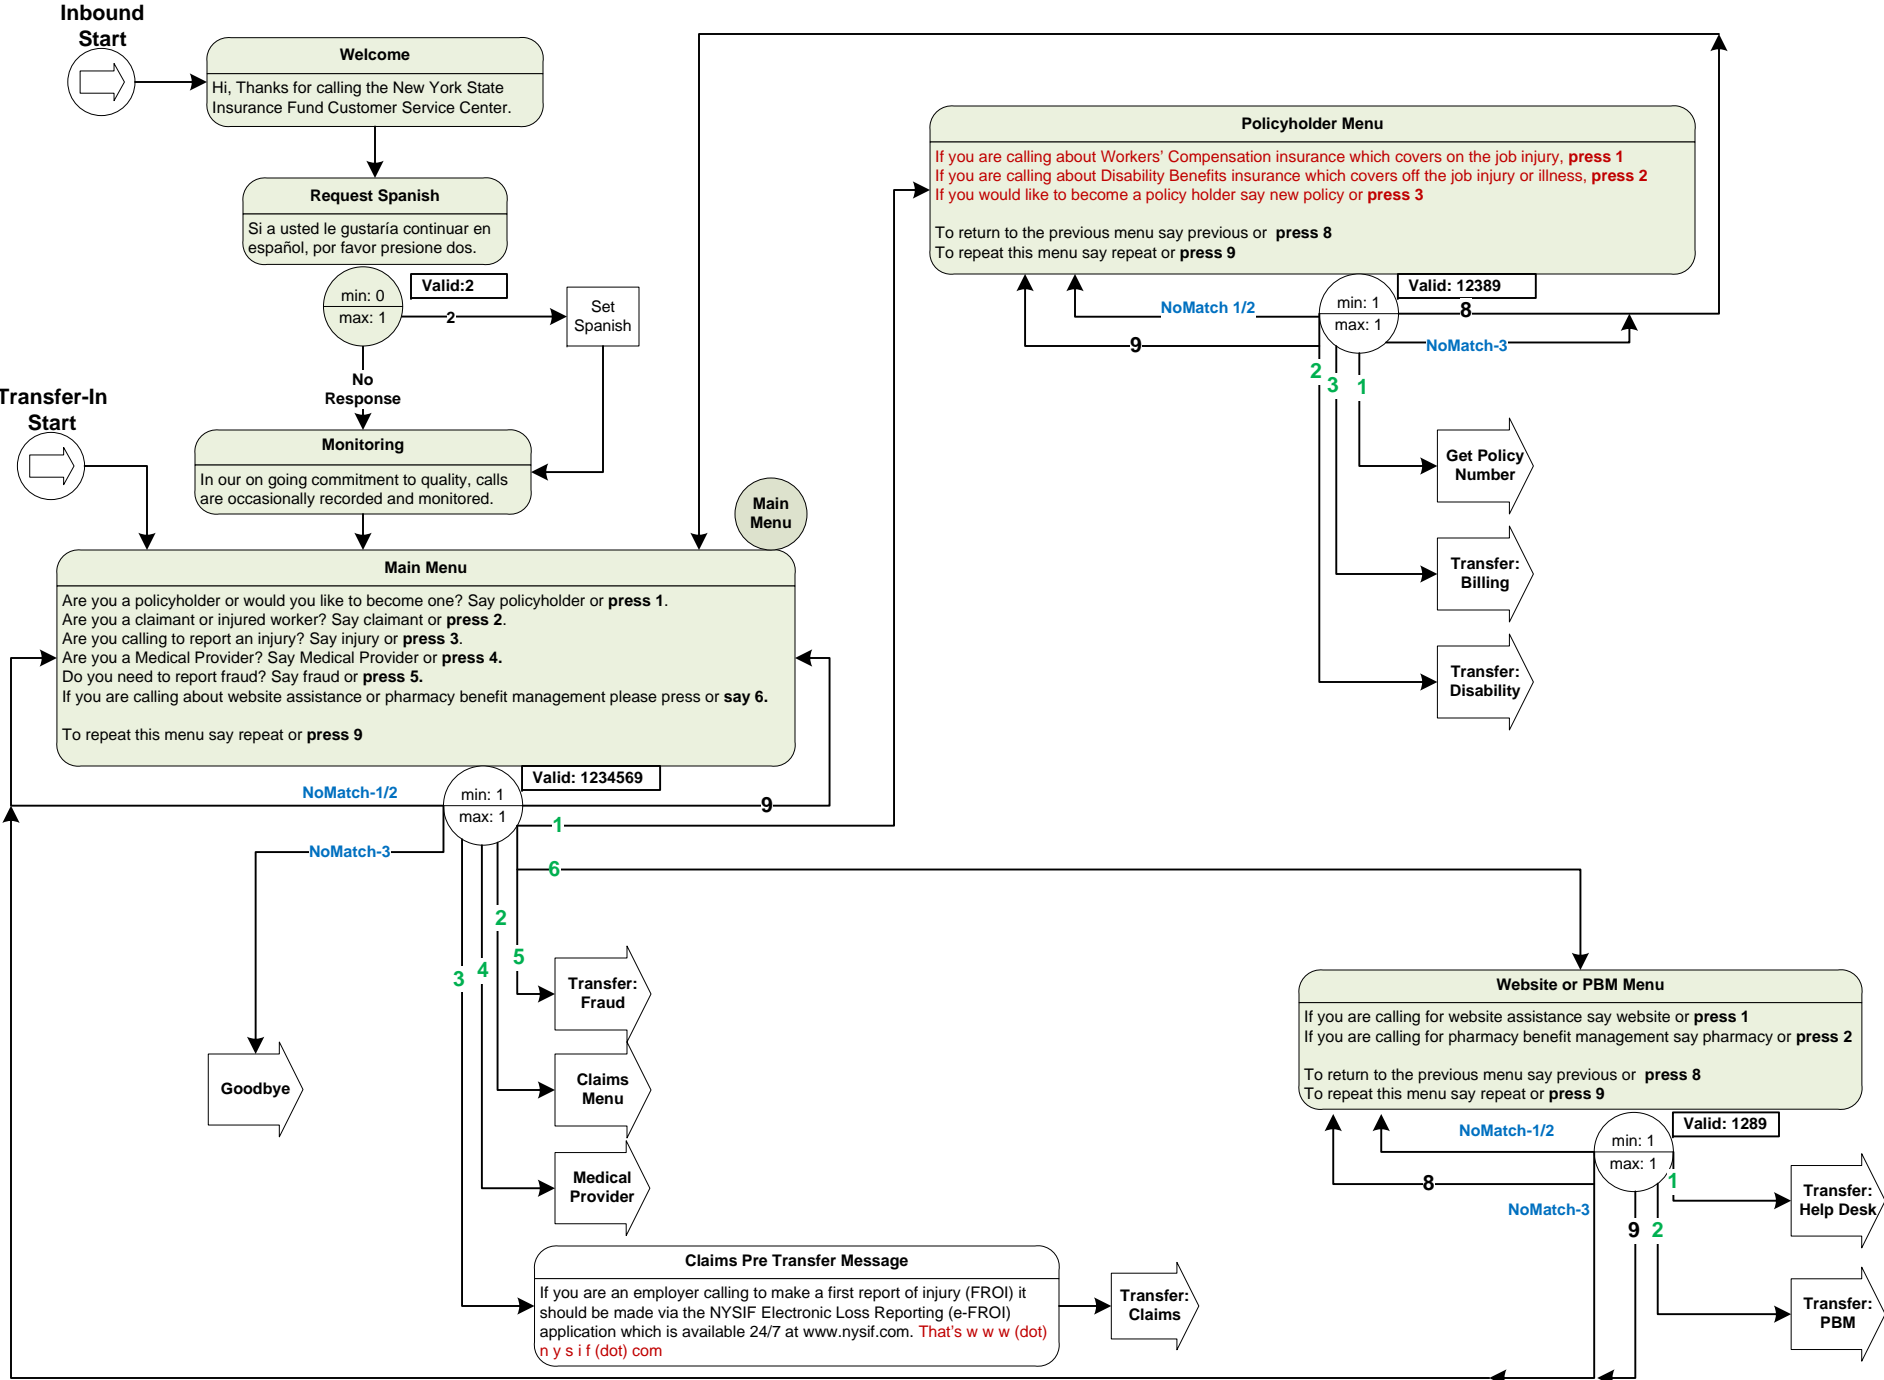 Inbound
Start
Welcome
Hi, Thanks for calling the New York State
Insurance Fund Customer Service Center.
Request Spanish
Si a usted le gustaría continuar en
español, por favor presione dos.
min: 0
max: 1
Valid:2
2
Set
Spanish
No
Response
Transfer-In
Start
Monitoring
In our on going commitment to quality, calls
are occasionally recorded and monitored.
Main
Menu
Main Menu
Are you a policyholder or would you like to become one? Say policyholder or press 1.
Are you a claimant or injured worker? Say claimant or press 2.
Are you calling to report an injury? Say injury or press 3.
Are you a Medical Provider? Say Medical Provider or press 4.
Do you need to report fraud? Say fraud or press 5.
If you are calling about website assistance or pharmacy benefit management please press or say 6.
To repeat this menu say repeat or press 9
Valid: 1234569
min: 1
max: 1
NoMatch-1/2
9
NoMatch-3
1
6
2
5
3
4
Transfer:
Fraud
Claims
Menu
Goodbye
Medical
Provider
Claims Pre Transfer Message
If you are an employer calling to make a first report of injury (FROI) it
should be made via the NYSIF Electronic Loss Reporting (e-FROI)
application which is available 24/7 at www.nysif.com. That's w w w (dot)
n y s i f (dot) com
Transfer:
Claims
Policyholder Menu
If you are calling about Workers' Compensation insurance which covers on the job injury, press 1
If you are calling about Disability Benefits insurance which covers off the job injury or illness, press 2
If you would like to become a policy holder say new policy or press 3
To return to the previous menu say previous or press 8
To repeat this menu say repeat or press 9
Valid: 12389
min: 1
max: 1
NoMatch 1/2
8
9
NoMatch-3
2
3
1
Get Policy
Number
Transfer:
Billing
Transfer:
Disability
Website or PBM Menu
If you are calling for website assistance say website or press 1
If you are calling for pharmacy benefit management say pharmacy or press 2
To return to the previous menu say previous or press 8
To repeat this menu say repeat or press 9
Valid: 1289
min: 1
max: 1
NoMatch-1/2
8
NoMatch-3
1
9
2
Transfer:
Help Desk
Transfer:
PBM